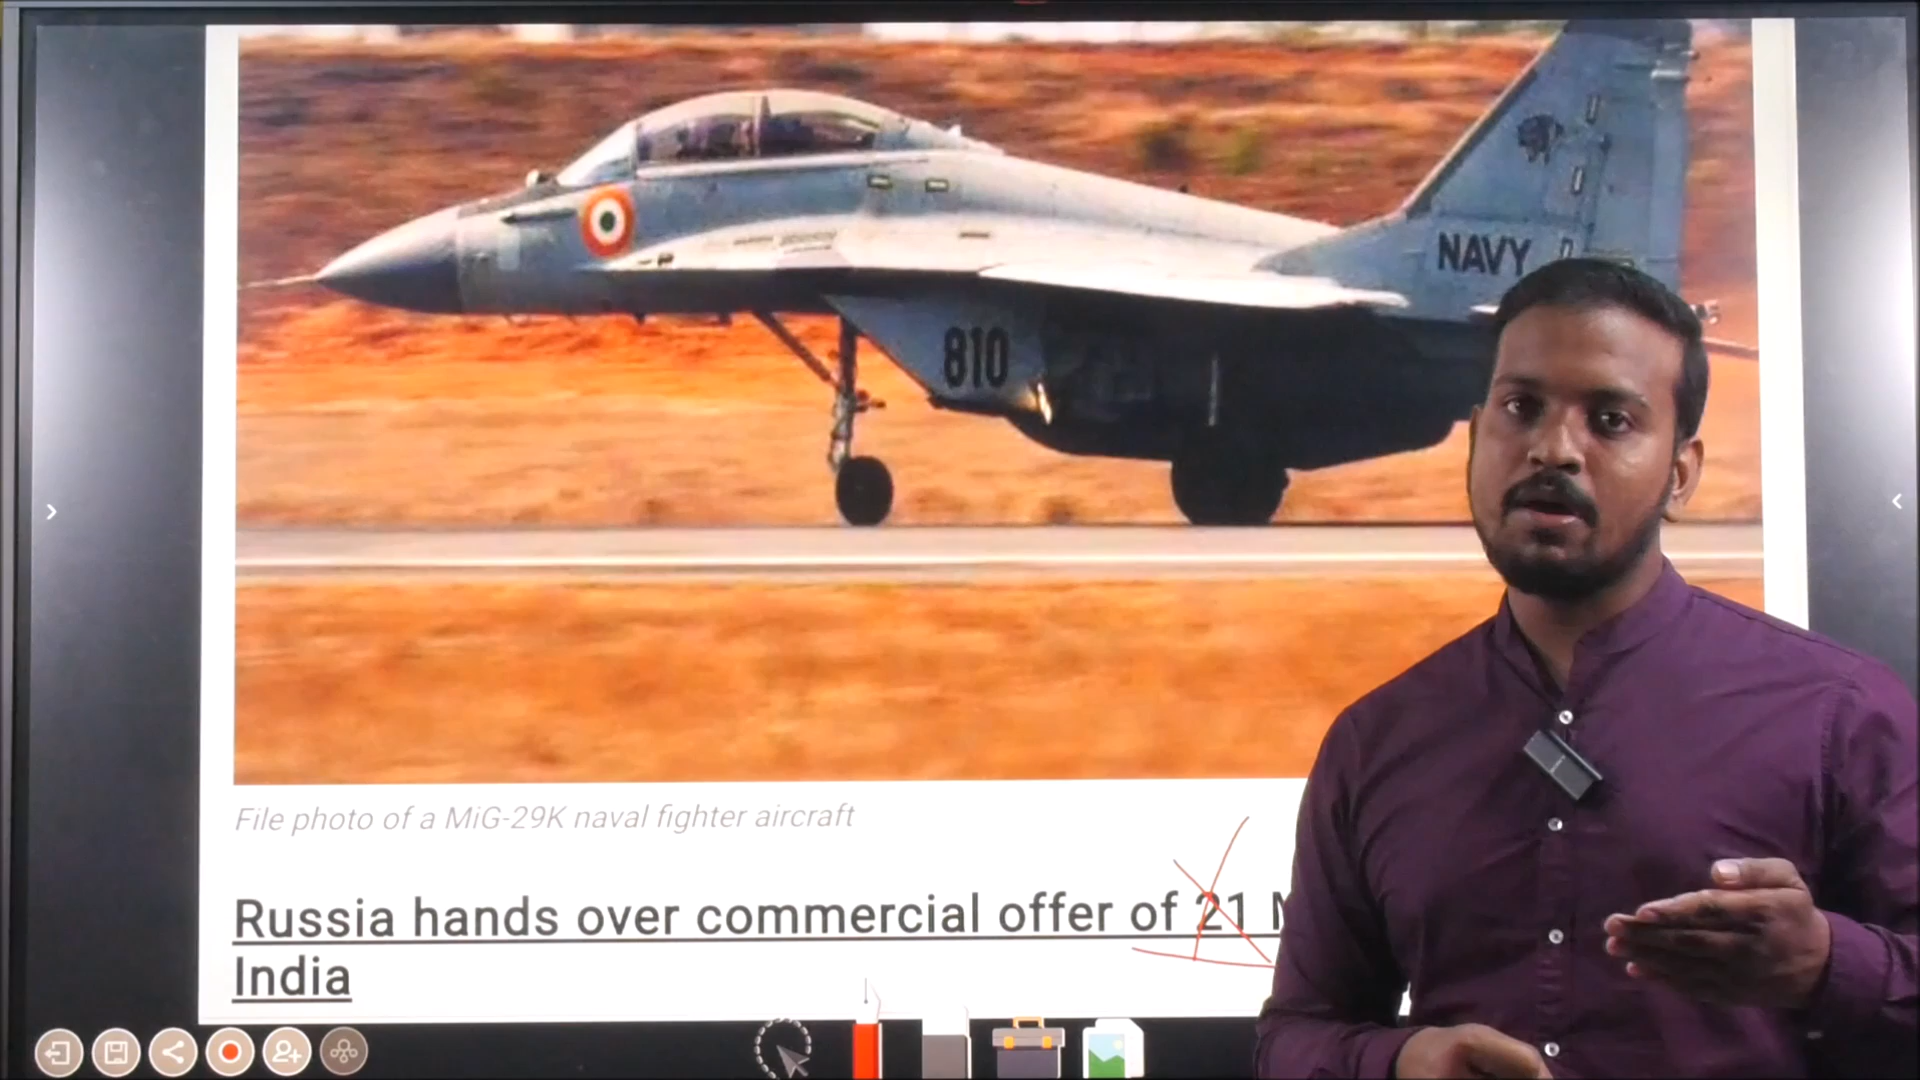 NAVY
810
File photo of a MiG-29K naval fighter aircraft
Russia hands over commercial offer of 21
India